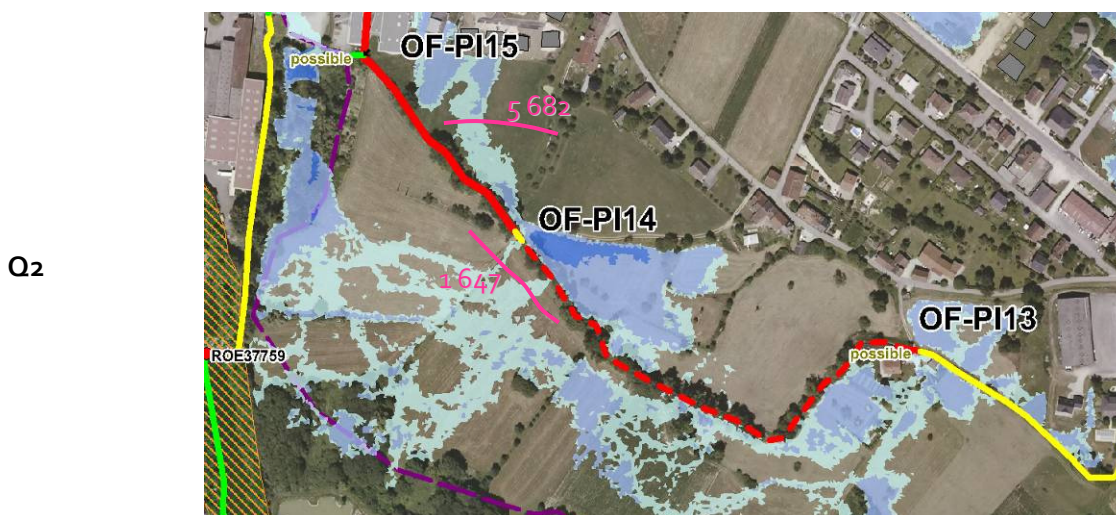 OF-PI15
possible
5 682
OF-PI14
Q2
1 647
OF-PI13
possible
ROE37759